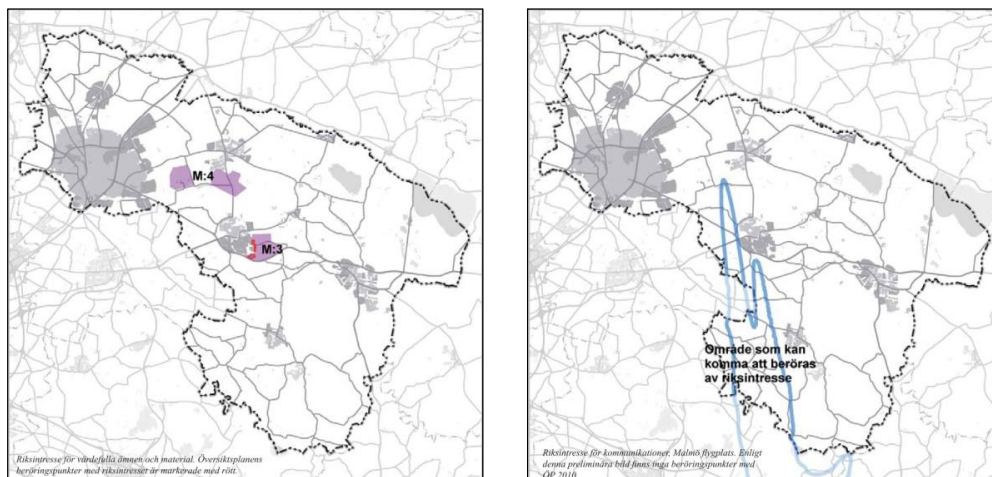 M:4
M:3
Riksintresse för värdefulla ämnen och material. Översiktsplanens
beröringspunkter med riksintresset är markerade med rött.
Område som kan
komma att beröras
av riksintresse
Riksintresse för kommunikationer, Malmö flygplats. Enligt
denna preliminära bild finns inga beröringspunkter med
ÖP 2010